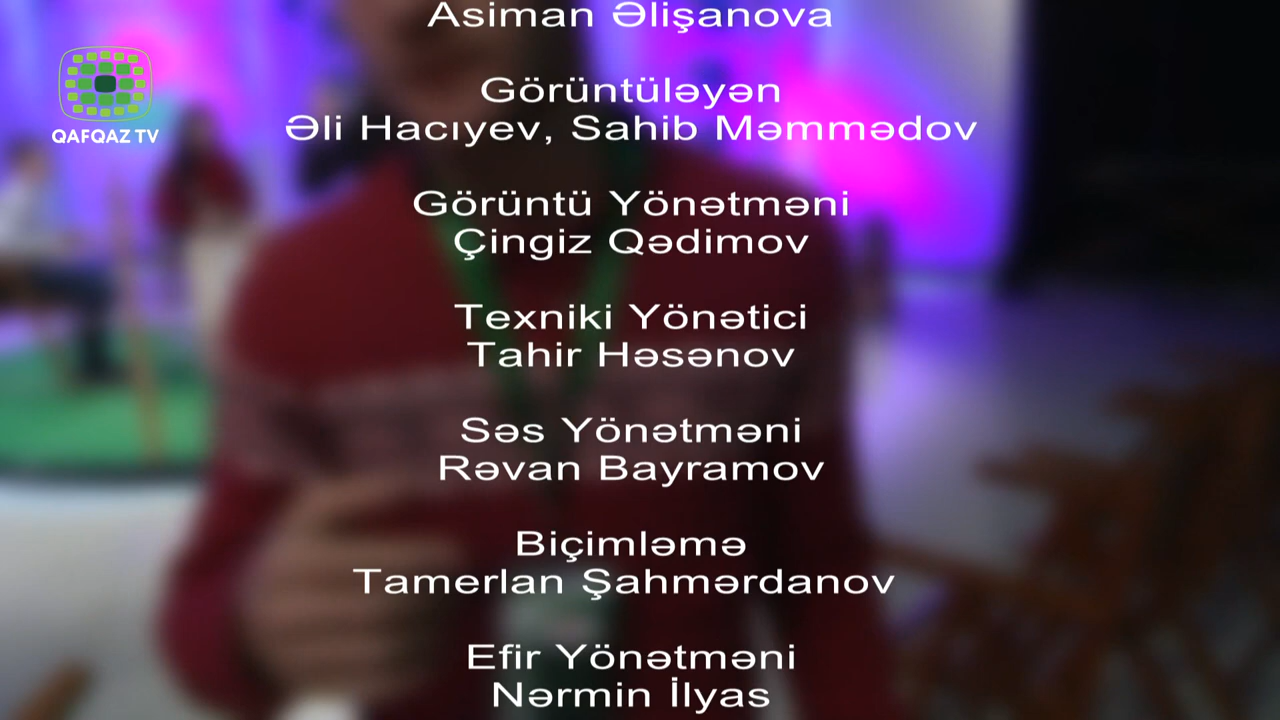 Asiman Əlişanova
QAFQAZ TV
Görüntüləyən
Əli Hacıyev, Sahib Məmmədov
Görüntü Yönətməni
Çingiz Qədimov
Texniki Yönətici
Tahir Həsənov
Səs Yönətməni
Rəvan Bayramov
Biçimləmə
Tamerlan Şahmərdanov
Efir Yönətməni
Nərmin İlyas